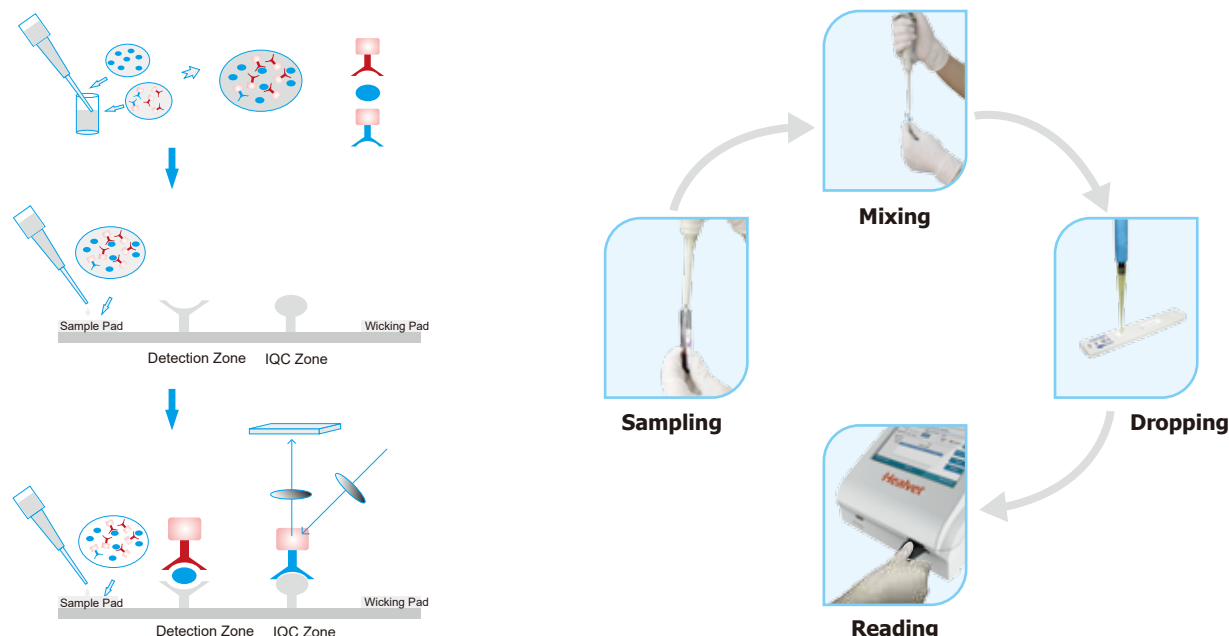 Sample Pad
Wicking Pad
Detection Zone
IQC Zone
Sample Pad
Wicking Pad
Detection Zone
IQC Zone
Mixing
Sampling
Dropping
Healvet
Reading